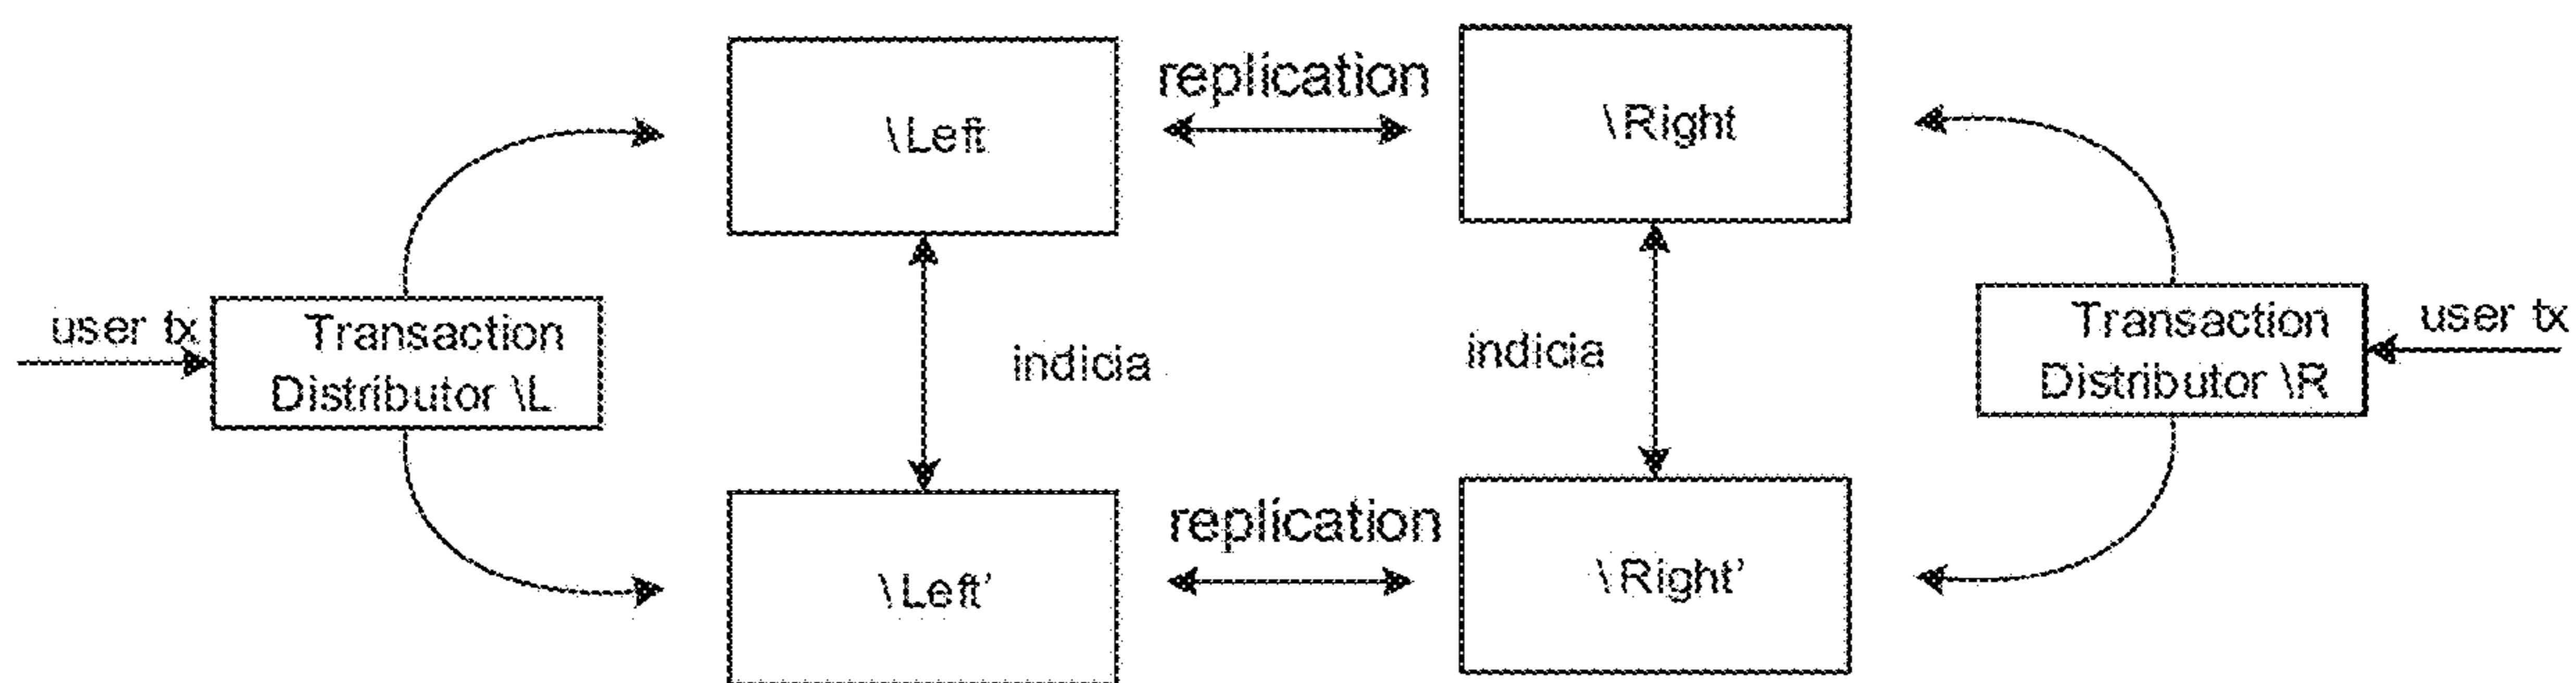 replication
\Left
\Right
user tx
Transaction
Distributor \L
indicia
indicia
Transaction
Distributor \R
user tx
replication
\Left’
\Right’